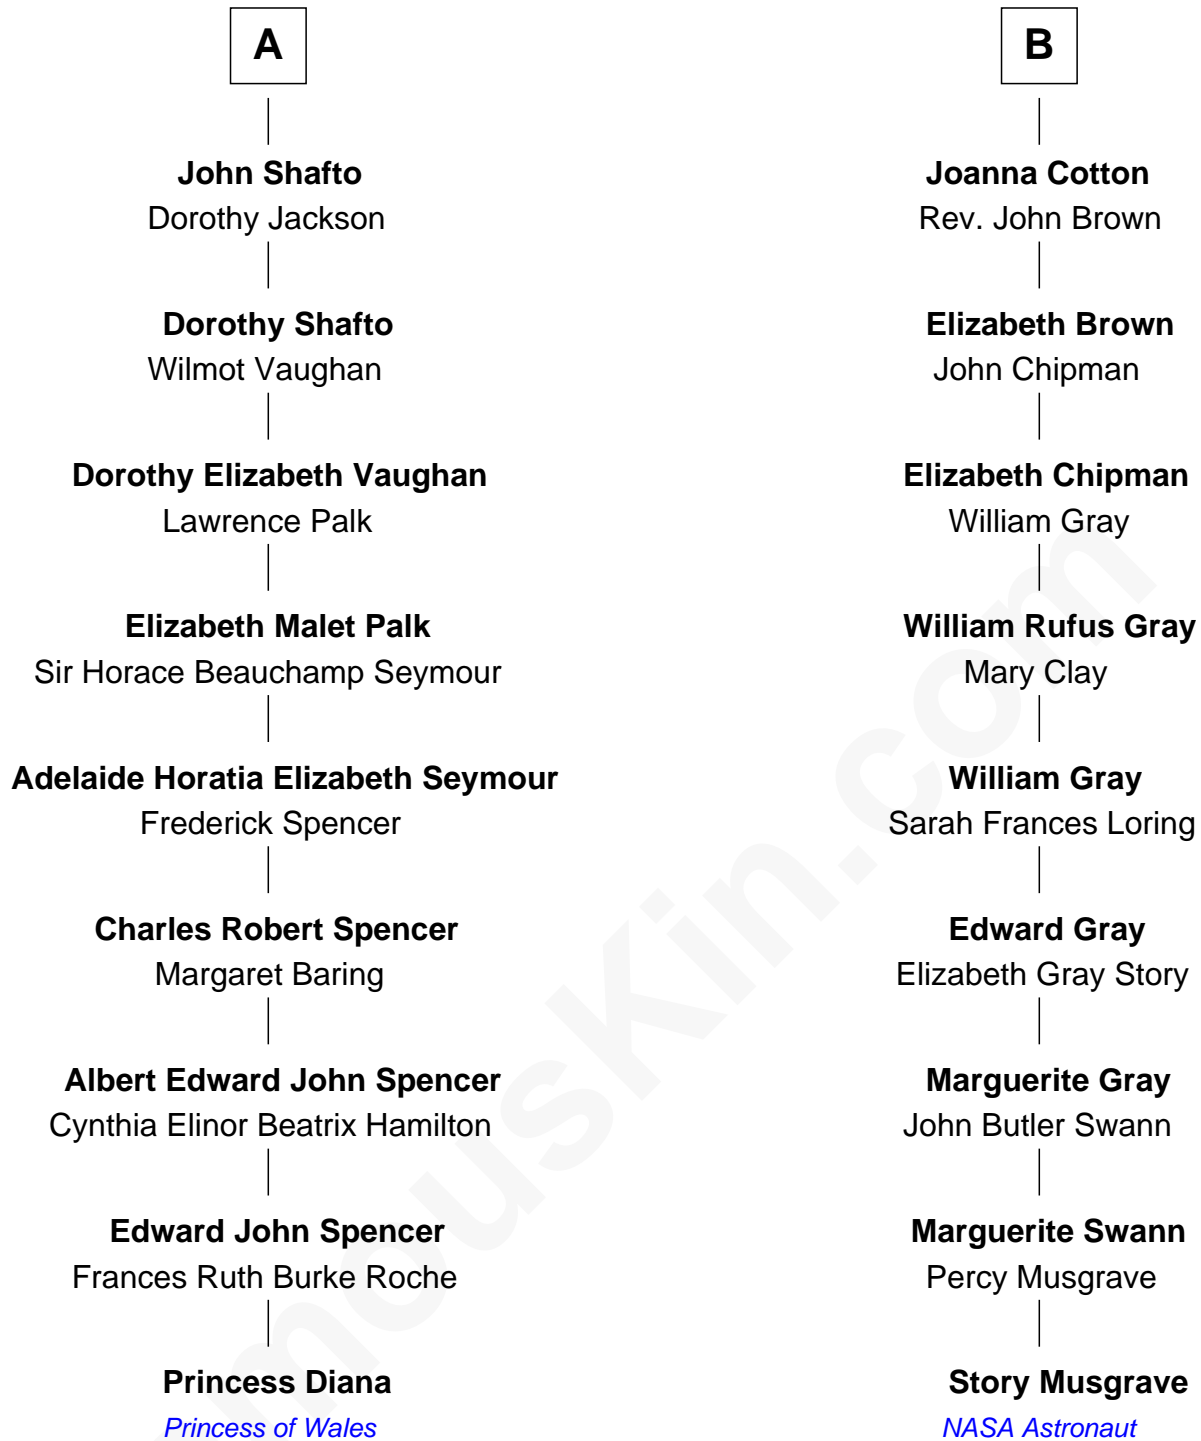 A
John Shafto
Dorothy Jackson
Dorothy Shafto
Wilmot Vaughan
Dorothy Elizabeth Vaughan
Lawrence Palk
Elizabeth Malet Palk
Sir Horace Beauchamp Seymour
Adelaide Horatia Elizabeth Seymour
Frederick Spencer
Charles Robert Spencer
Margaret Baring
Albert Edward John Spencer
Cynthia Elinor Beatrix Hamilton
Edward John Spencer
Frances Ruth Burke Roche
Princess Diana
Princess of Wales
B
Joanna Cotton
Rev. John Brown
Elizabeth Brown
John Chipman
Elizabeth Chipman
William Gray
William Rufus Gray
Mary Clay
William Gray
Sarah Frances Loring
Edward Gray
Elizabeth Gray Story
Marguerite Gray
John Butler Swann
Marguerite Swann
Percy Musgrave
Story Musgrave
NASA Astronaut
mousKin.com